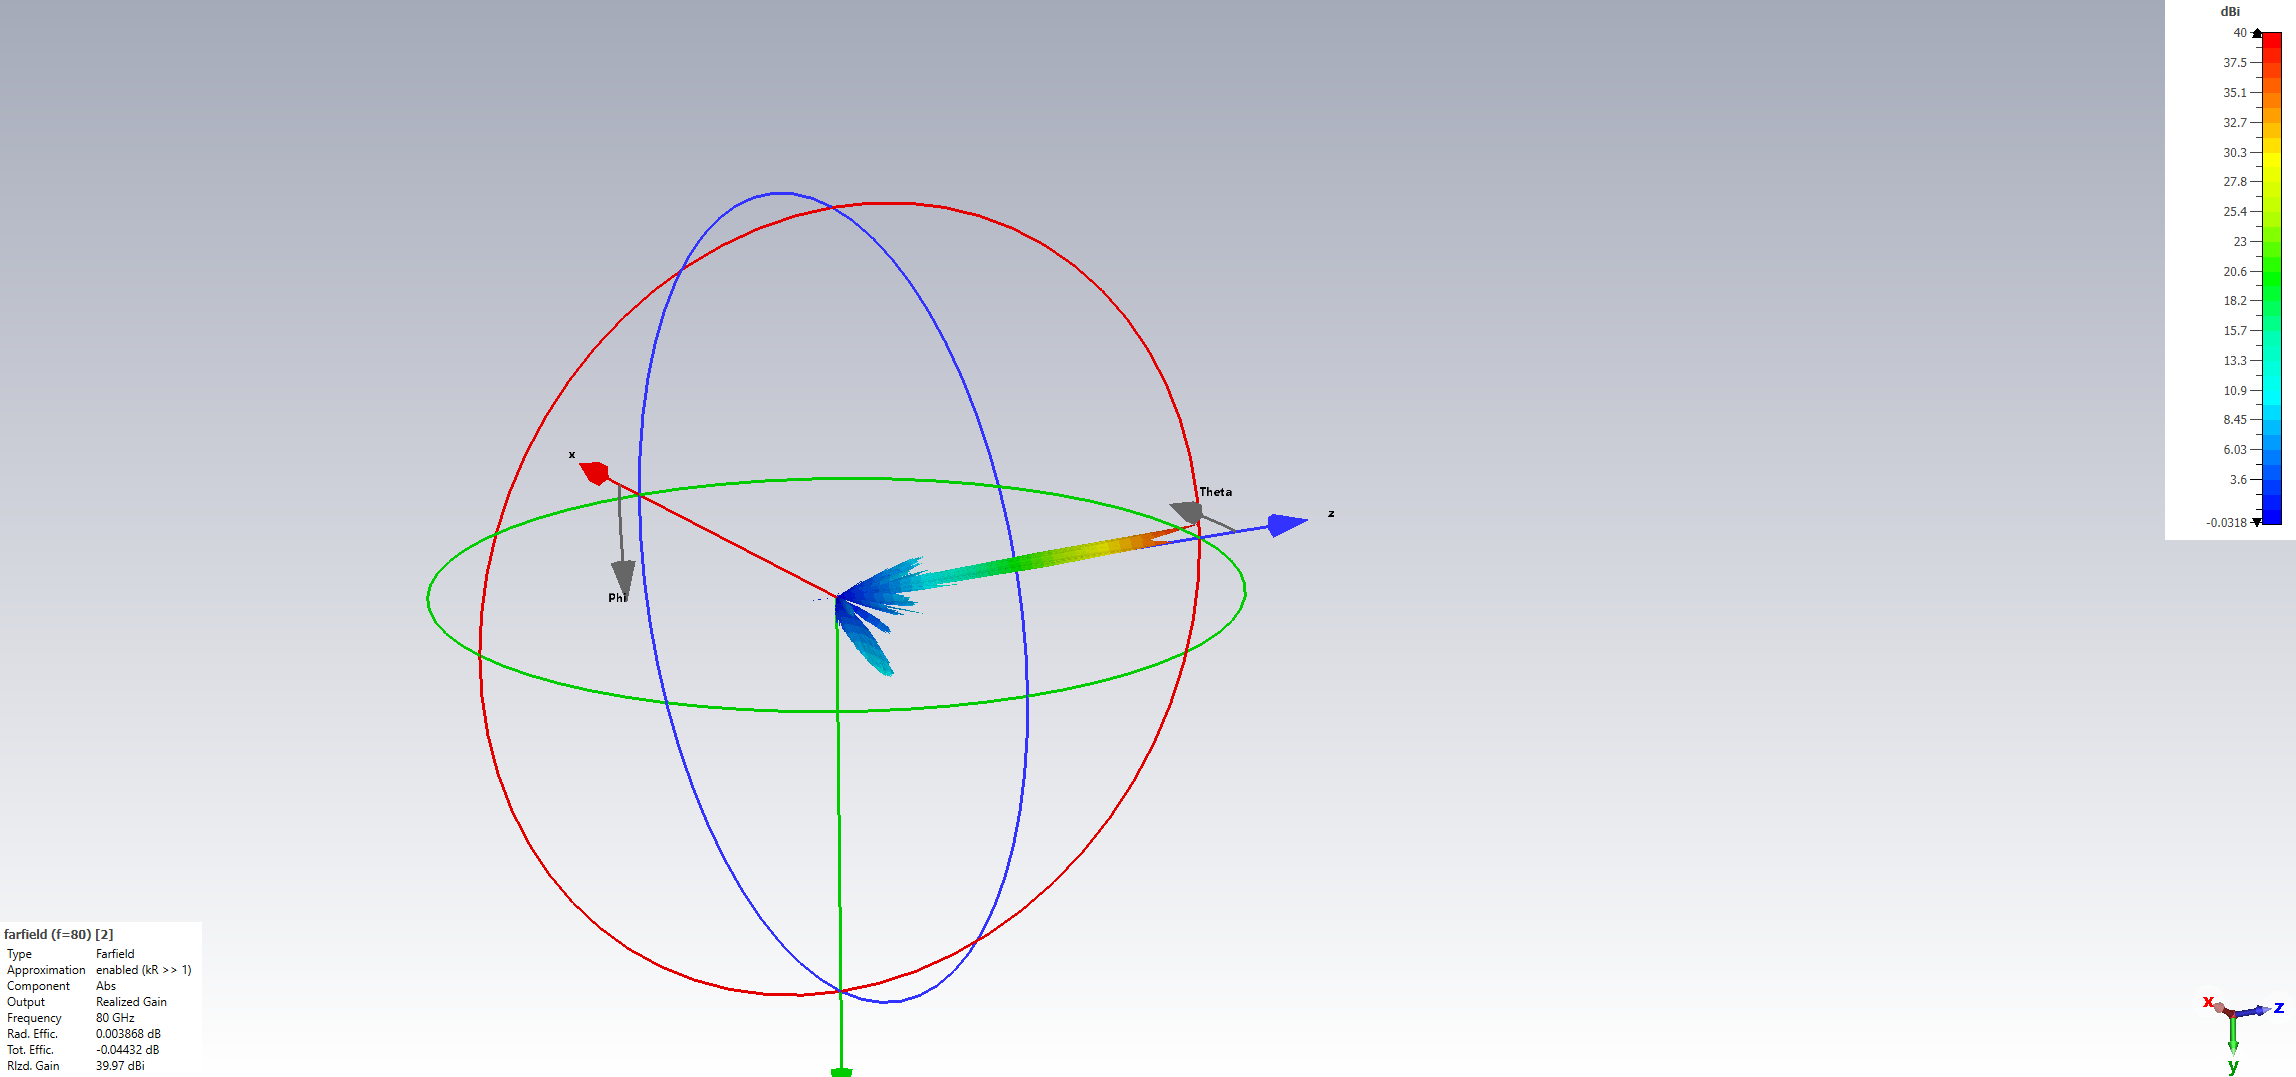 dBi
40
37.5
35.1
32.7
30.3
27.8
25.4
23
20.6
18.2
15.7
13.3
10.9
8.45
6.03
3.6
-0.0318
x
Theta
z
Phi
farfield (f=80) [2]
Type Farfield
Approximation enabled (kR >> 1)
Component Abs
Output Realized Gain
Frequency 80 GHz
Rad. Effic. 0.003868 dB
Tot. Effic. -0.04432 dB
Rlzd. Gain 39.97 dBi
x
z
y